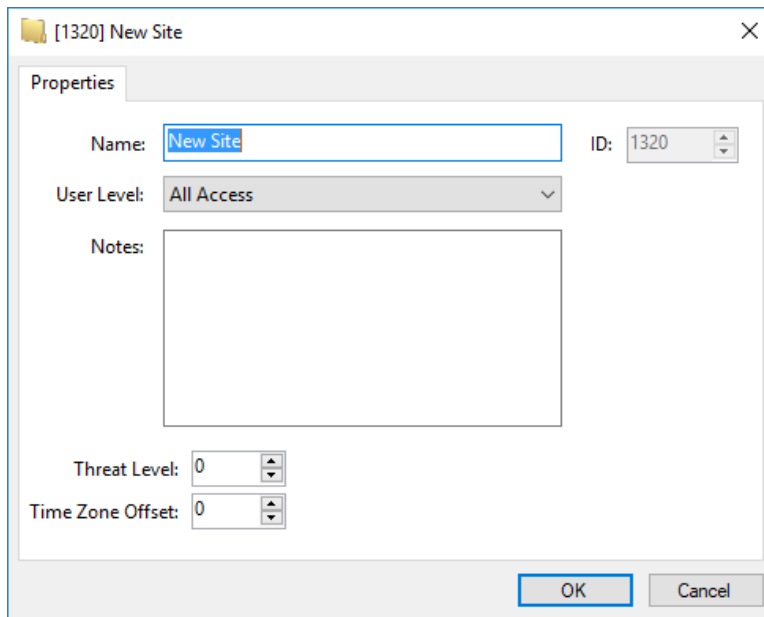 [1320] New Site
Properties
Name: New Site ID: 1320
User Level: All Access
Notes:
Threat Level: 0
Time Zone Offset: 0
OK Cancel